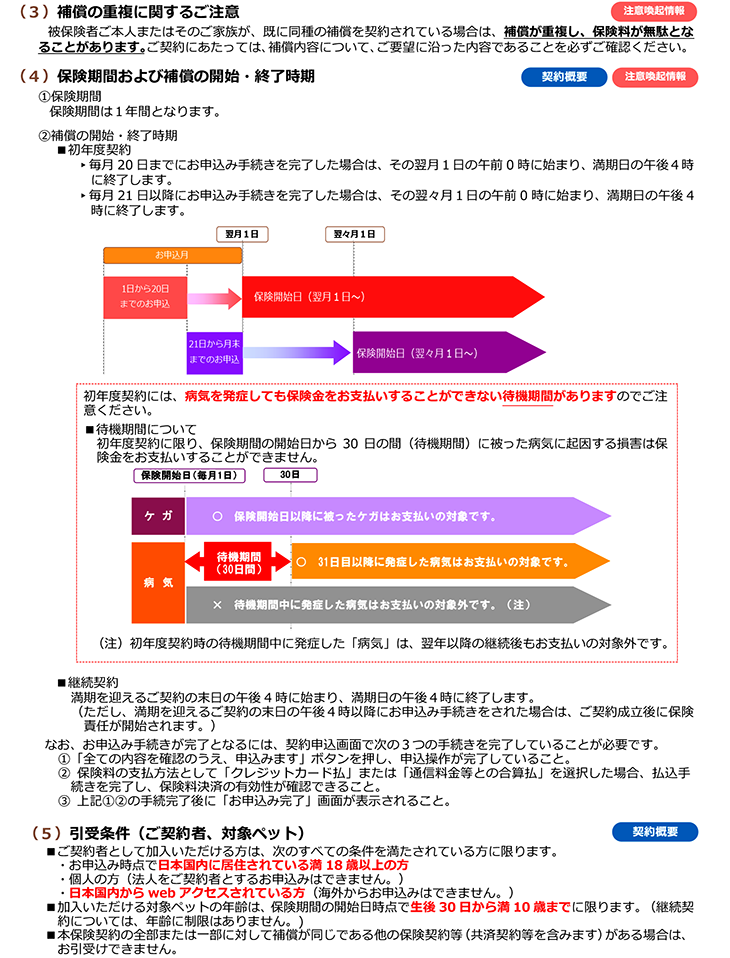 （３）補償の重複に関するご注意
注意喚起情報
被保険者ご本人またはそのご家族が、既に同種の補償を契約されている場合は、補償が重複し、保険料が無駄とな
ることがあります。ご契約にあたっては、補償内容について、ご要望に沿った内容であることを必ずご確認ください。
（４）保険期間および補償の開始・終了時期
契約概要
注意喚起情報
①保険期間
保険期間は１年間となります。
②補償の開始・終了時期
■初年度契約
▸毎月 20 日までにお申込み手続きを完了した場合は、その翌月１日の午前０時に始まり、満期日の午後４時
に終了します。
▸毎月 21 日以降にお申込み手続きを完了した場合は、その翌々月１日の午前０時に始まり、満期日の午後４
時に終了します。
翌月１日
翌々月１日
お申込月
1日から20日
までのお申込
保険開始日（翌月１日～）
21日から月末
までのお申込
保険開始日（翌々月１日～）
初年度契約には、病気を発症しても保険金をお支払いすることができない待機期間がありますのでご注
意ください。
■待機期間について
初年度契約に限り、保険期間の開始日から 30 日の間（待機期間）に被った病気に起因する損害は保
険金をお支払いすることができません。
保険開始日（毎月1日）
30日
ケ ガ
○ 保険開始日以降に被ったケガはお支払いの対象です。
病 気
待機期間
（30日間）
○ 31日目以降に発症した病気はお支払いの対象です。
× 待機期間中に発症した病気はお支払いの対象外です。（注）
（注）初年度契約時の待機期間中に発症した「病気」は、翌年以降の継続後もお支払いの対象外です。
■継続契約
満期を迎えるご契約の末日の午後４時に始まり、満期日の午後４時に終了します。
（ただし、満期を迎えるご契約の末日の午後４時以降にお申込み手続きをされた場合は、ご契約成立後に保険
責任が開始されます。）
なお、お申込み手続きが完了となるには、契約申込画面で次の３つの手続きを完了していることが必要です。
①「全ての内容を確認のうえ、申込みます」ボタンを押し、申込操作が完了していること。
② 保険料の支払方法として「クレジットカード払」または「通信料金等との合算払」を選択した場合、払込手
続きを完了し、保険料決済の有効性が確認できること。
③ 上記①②の手続完了後に「お申込み完了」画面が表示されること。
（５）引受条件（ご契約者、対象ペット）
契約概要
■ご契約者として加入いただける方は、次のすべての条件を満たされている方に限ります。
・お申込み時点で日本国内に居住されている満 18 歳以上の方
・個人の方（法人をご契約者とするお申込みはできません。）
・日本国内から web アクセスされている方（海外からお申込みはできません。）
■加入いただける対象ペットの年齢は、保険期間の開始日時点で生後 30 日から満 10 歳までに限ります。（継続契
約については、年齢に制限はありません。)
■本保険契約の全部または一部に対して補償が同じである他の保険契約等（共済契約等を含みます）がある場合は、
お引受けできません。